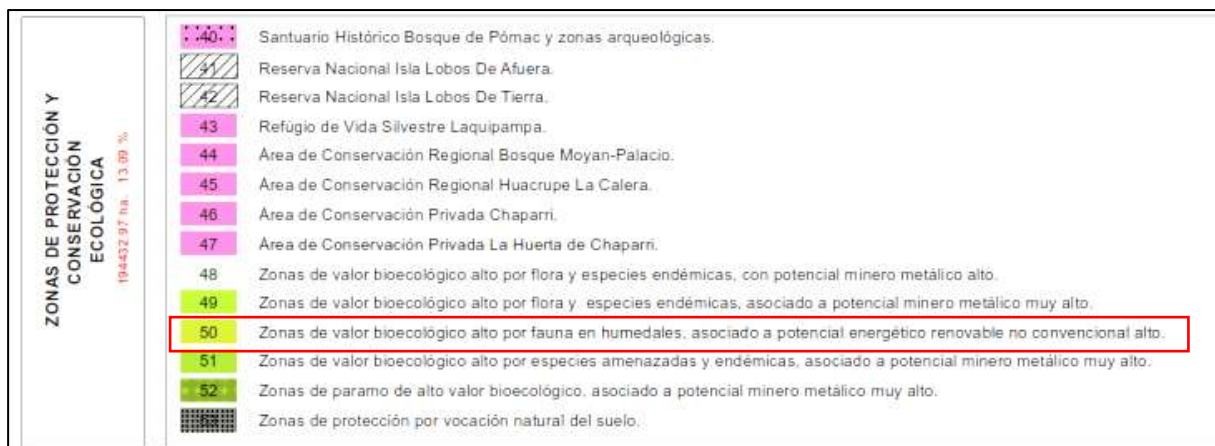 ZONAS DE PROTECCIÓN Y
CONSERVACIÓN
ECOLÓGICA
194432.97 ha. 13.09 %
40 Santuario Histórico Bosque de Pómac y zonas arqueológicas.
41 Reserva Nacional Isla Lobos De Afuera.
42 Reserva Nacional Isla Lobos De Tierra.
43 Refugio de Vida Silvestre Laquipampa.
44 Área de Conservación Regional Bosque Moyan-Palacio.
45 Área de Conservación Regional Huacrupe La Calera.
46 Área de Conservación Privada Chaparri.
47 Área de Conservación Privada La Huerta de Chaparri.
48 Zonas de valor bioecológico alto por flora y especies endémicas, con potencial minero metálico alto.
49 Zonas de valor bioecológico alto por flora y especies endémicas, asociado a potencial minero metálico muy alto.
50 Zonas de valor bioecológico alto por fauna en humedales, asociado a potencial energético renovable no convencional alto.
51 Zonas de valor bioecológico alto por especies amenazadas y endémicas, asociado a potencial minero metálico muy alto.
52 Zonas de paramo de alto valor bioecológico, asociado a potencial minero metálico muy alto.
Zonas de protección por vocación natural del suelo.